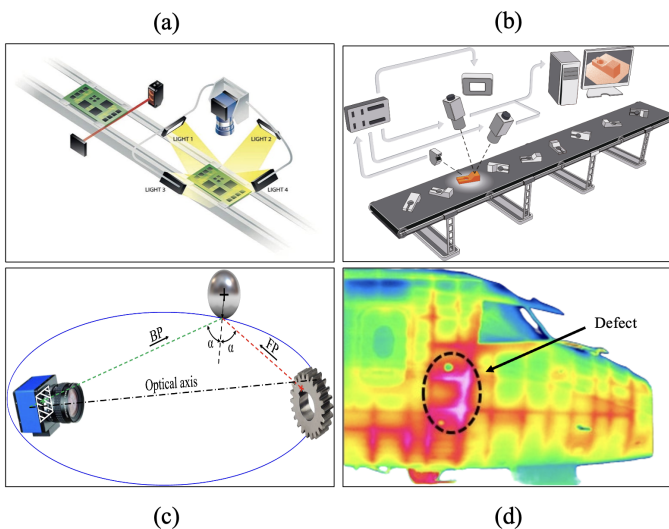 (a)
(b)
LIGHT 1
LIGHT 2
LIGHT 3
LIGHT 4
BP
FP
α
α
Optical axis
Defect
(c)
(d)